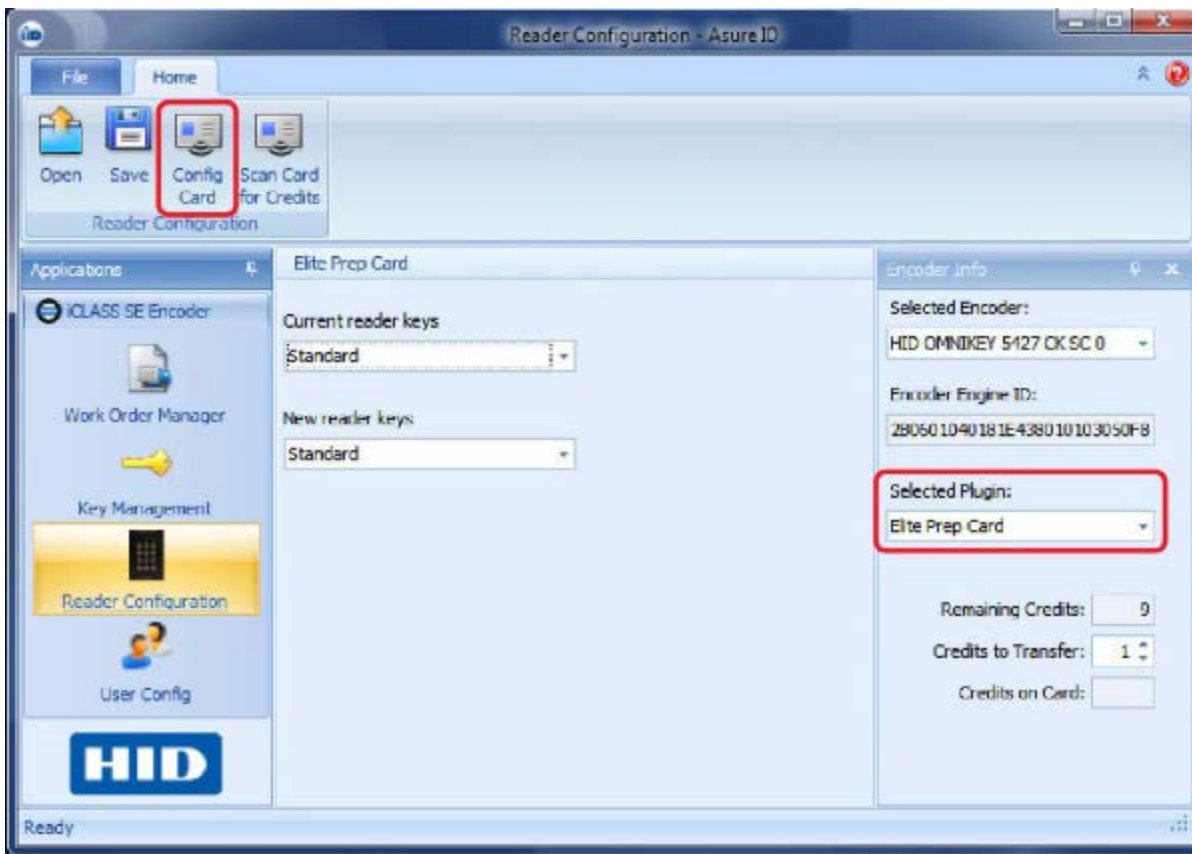 Reader Configuration - Asure ID
File
Home
Open
Save
Config
Card
Scan Card
for Credits
Reader Configuration
Applications
iCLASS SE Encoder
Work Order Manager
Key Management
Reader Configuration
User Config
HID
Elite Prep Card
Current reader keys
Standard
New reader keys
Standard
Encoder Info
Selected Encoder:
HID OMNIKEY 5427 CK SC 0
Encoder Engine ID:
2B0601040181E438010103050F8
Selected Plugin:
Elite Prep Card
Remaining Credits: 9
Credits to Transfer: 1
Credits on Card:
Ready